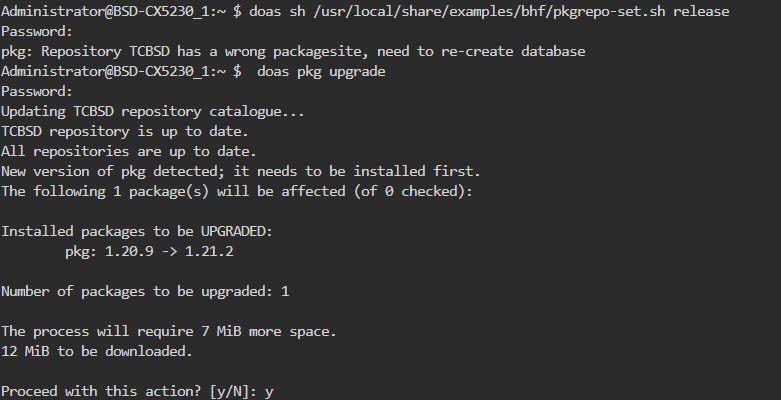 Administrator@BSD-CX5230_1:~ $ doas sh /usr/local/share/examples/bhf/pkgrepo-set.sh release
Password:
pkg: Repository TCBSD has a wrong packagesite, need to re-create database
Administrator@BSD-CX5230_1:~ $  doas pkg upgrade
Password:
Updating TCBSD repository catalogue...
TCBSD repository is up to date.
All repositories are up to date.
New version of pkg detected; it needs to be installed first.
The following 1 package(s) will be affected (of 0 checked):

Installed packages to be UPGRADED:
        pkg: 1.20.9 -> 1.21.2

Number of packages to be upgraded: 1

The process will require 7 MiB more space.
12 MiB to be downloaded.

Proceed with this action? [y/N]: y